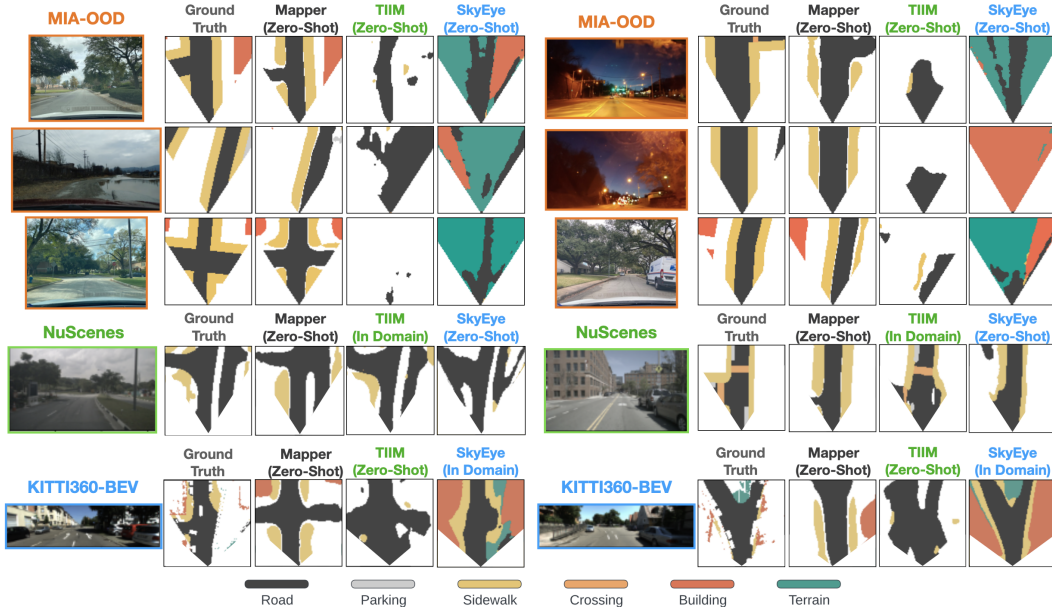 MIA-OOD
Ground Truth
Mapper (Zero-Shot)
TIIM (Zero-Shot)
SkyEye (Zero-Shot)
MIA-OOD
Ground Truth
Mapper (Zero-Shot)
TIIM (Zero-Shot)
SkyEye (Zero-Shot)
NuScenes
Ground Truth
Mapper (Zero-Shot)
TIIM (In Domain)
SkyEye (Zero-Shot)
NuScenes
Ground Truth
Mapper (Zero-Shot)
TIIM (In Domain)
SkyEye (Zero-Shot)
KITTI360-BEV
Ground Truth
Mapper (Zero-Shot)
TIIM (Zero-Shot)
SkyEye (In Domain)
KITTI360-BEV
Ground Truth
Mapper (Zero-Shot)
TIIM (Zero-Shot)
SkyEye (In Domain)
Road
Parking
Sidewalk
Crossing
Building
Terrain